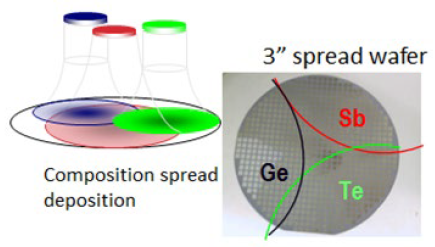 3” spread wafer
Sb
Ge
Te
Composition spread
deposition